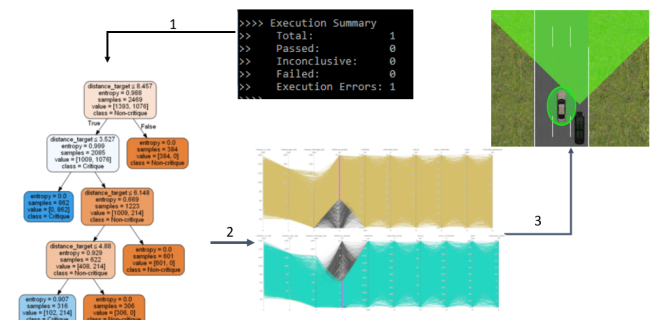 1
>>>> Execution Summary
>> Total: 1
>> Passed: 0
>> Inconclusive: 0
>> Failed: 0
>> Execution Errors: 1
>>>>
distance_target ≤ 8.457
entropy = 0.988
samples = 2469
value = [1393, 1076]
class = Non-critique
True
False
distance_target ≤ 3.527
entropy = 0.999
samples = 2085
value = [1009, 1076]
class = Critique
entropy = 0.0
samples = 384
value = [384, 0]
class = Non-critique
entropy = 0.0
samples = 862
value = [0, 862]
class = Critique
distance_target ≤ 6.148
entropy = 0.669
samples = 1223
value = [1009, 214]
class = Non-critique
distance_target ≤ 4.88
entropy = 0.929
samples = 622
value = [408, 214]
class = Non-critique
entropy = 0.0
samples = 601
value = [601, 0]
class = Non-critique
entropy = 0.907
samples = 316
value = [102, 214]
class = Critique
entropy = 0.0
samples = 306
value = [306, 0]
class = Non-critique
2
3